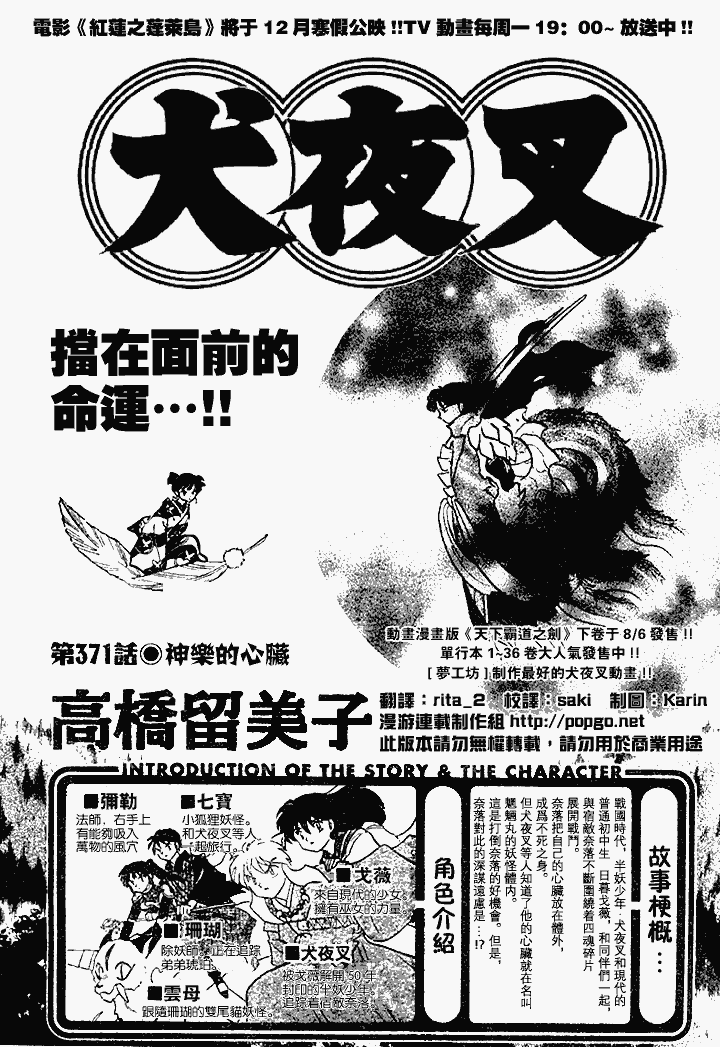 電影《紅蓮之蓬萊島》將于12月寒假公映!!TV動畫每周一19：00~放送中!!
犬夜叉
擋在面前的
命運…!!
動畫漫畫版《天下霸道之劍》下卷于8/6發售!!
單行本1~36卷大人氣發售中!!
[夢工坊]制作最好的犬夜叉動畫!!
第371話◉神樂的心臟
高橋留美子
翻譯：rita_2 校譯：saki 制圖：Karin
漫游連載制作組 http://popgo.net
此版本請勿無權轉載，請勿用於商業用途
INTRODUCTION OF THE STORY & THE CHARACTER
故事梗概…
戰國時代，半妖少年·犬夜叉和現代的
普通初中生 日暮戈薇，和同伴們一起，
與宿敵奈落不斷圍繞着四魂碎片
展開戰鬥。
奈落把自己的心臟放在體外，
成爲不死之身。
但犬夜叉等人知道了他的心臟就在名叫
魍魎丸的妖怪體內。
這是打倒奈落的好機會。但是，
奈落對此的深謀遠慮是…!?
角色介紹
■戈薇
來自現代的少女。
擁有巫女的力量。
■犬夜叉
被戈薇解開50年
封印的半妖少年。
追踪着宿敵奈落。
■七寶
小狐狸妖怪。
和犬夜叉等人
一起旅行。
■彌勒
法師，右手上
有能夠吸入
萬物的風穴
■珊瑚
除妖師，正在追踪
弟弟琥珀。
■雲母
跟隨珊瑚的雙尾貓妖怪。